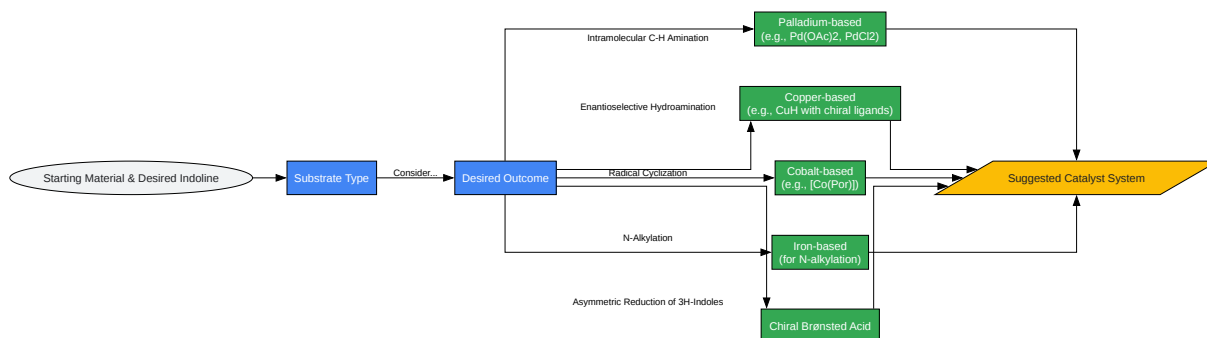 Palladium-based
(e.g., Pd(OAc)2, PdCl2)
Intramolecular C-H Amination
Copper-based
(e.g., CuH with chiral ligands)
Enantioselective Hydroamination
Starting Material & Desired Indoline
Substrate Type
Consider...
Desired Outcome
Radical Cyclization
Cobalt-based
(e.g., [Co(Por)])
Suggested Catalyst System
N-Alkylation
Iron-based
(for N-alkylation)
Asymmetric Reduction of 3H-Indoles
Chiral Brønsted Acid